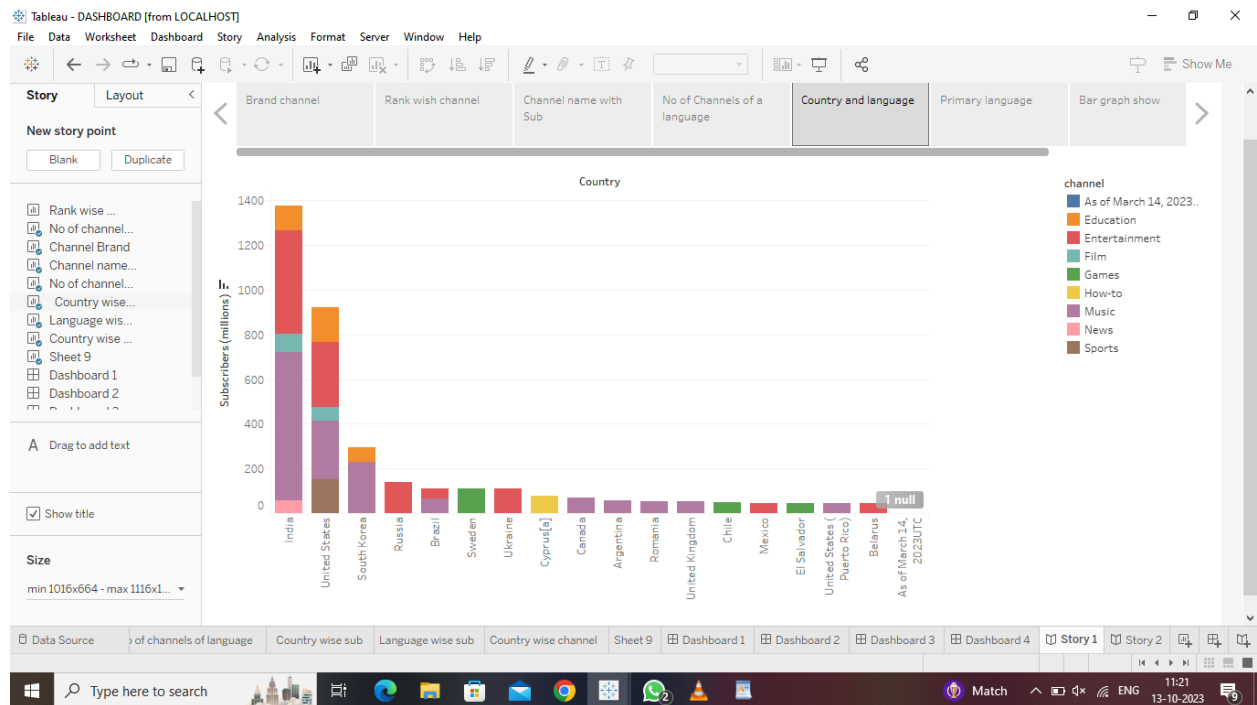 Tableau - DASHBOARD [from LOCALHOST]
File Data Worksheet Dashboard Story Analysis Format Server Window Help
Show Me
Story Layout
New story point
Blank Duplicate
Rank wise ...
No of channel...
Channel Brand
Channel name...
No of channel...
Country wise...
Language wis...
Country wise ...
Sheet 9
Dashboard 1
Dashboard 2
A Drag to add text
Show title
Size
min 1016x664 - max 1116x1...
Brand channel
Rank wish channel
Channel name with
Sub
No of Channels of a
language
Country and language
Primary language
Bar graph show
Country
Subscribers (millions)
1400
1200
1000
800
600
400
200
0
India
United States
South Korea
Russia
Brazil
Sweden
Ukraine
Cyprus[a]
Canada
Argentina
Romania
United Kingdom
Chile
Mexico
El Salvador
United States (
Puerto Rico)
Belarus
As of March 14,
2023UTC
1 null
channel
As of March 14, 2023..
Education
Entertainment
Film
Games
How-to
Music
News
Sports
Data Source of channels of language Country wise sub Language wise sub Country wise channel Sheet 9 Dashboard 1 Dashboard 2 Dashboard 3 Dashboard 4 Story 1 Story 2
Type here to search
2
Match
ENG
11:21
13-10-2023
9